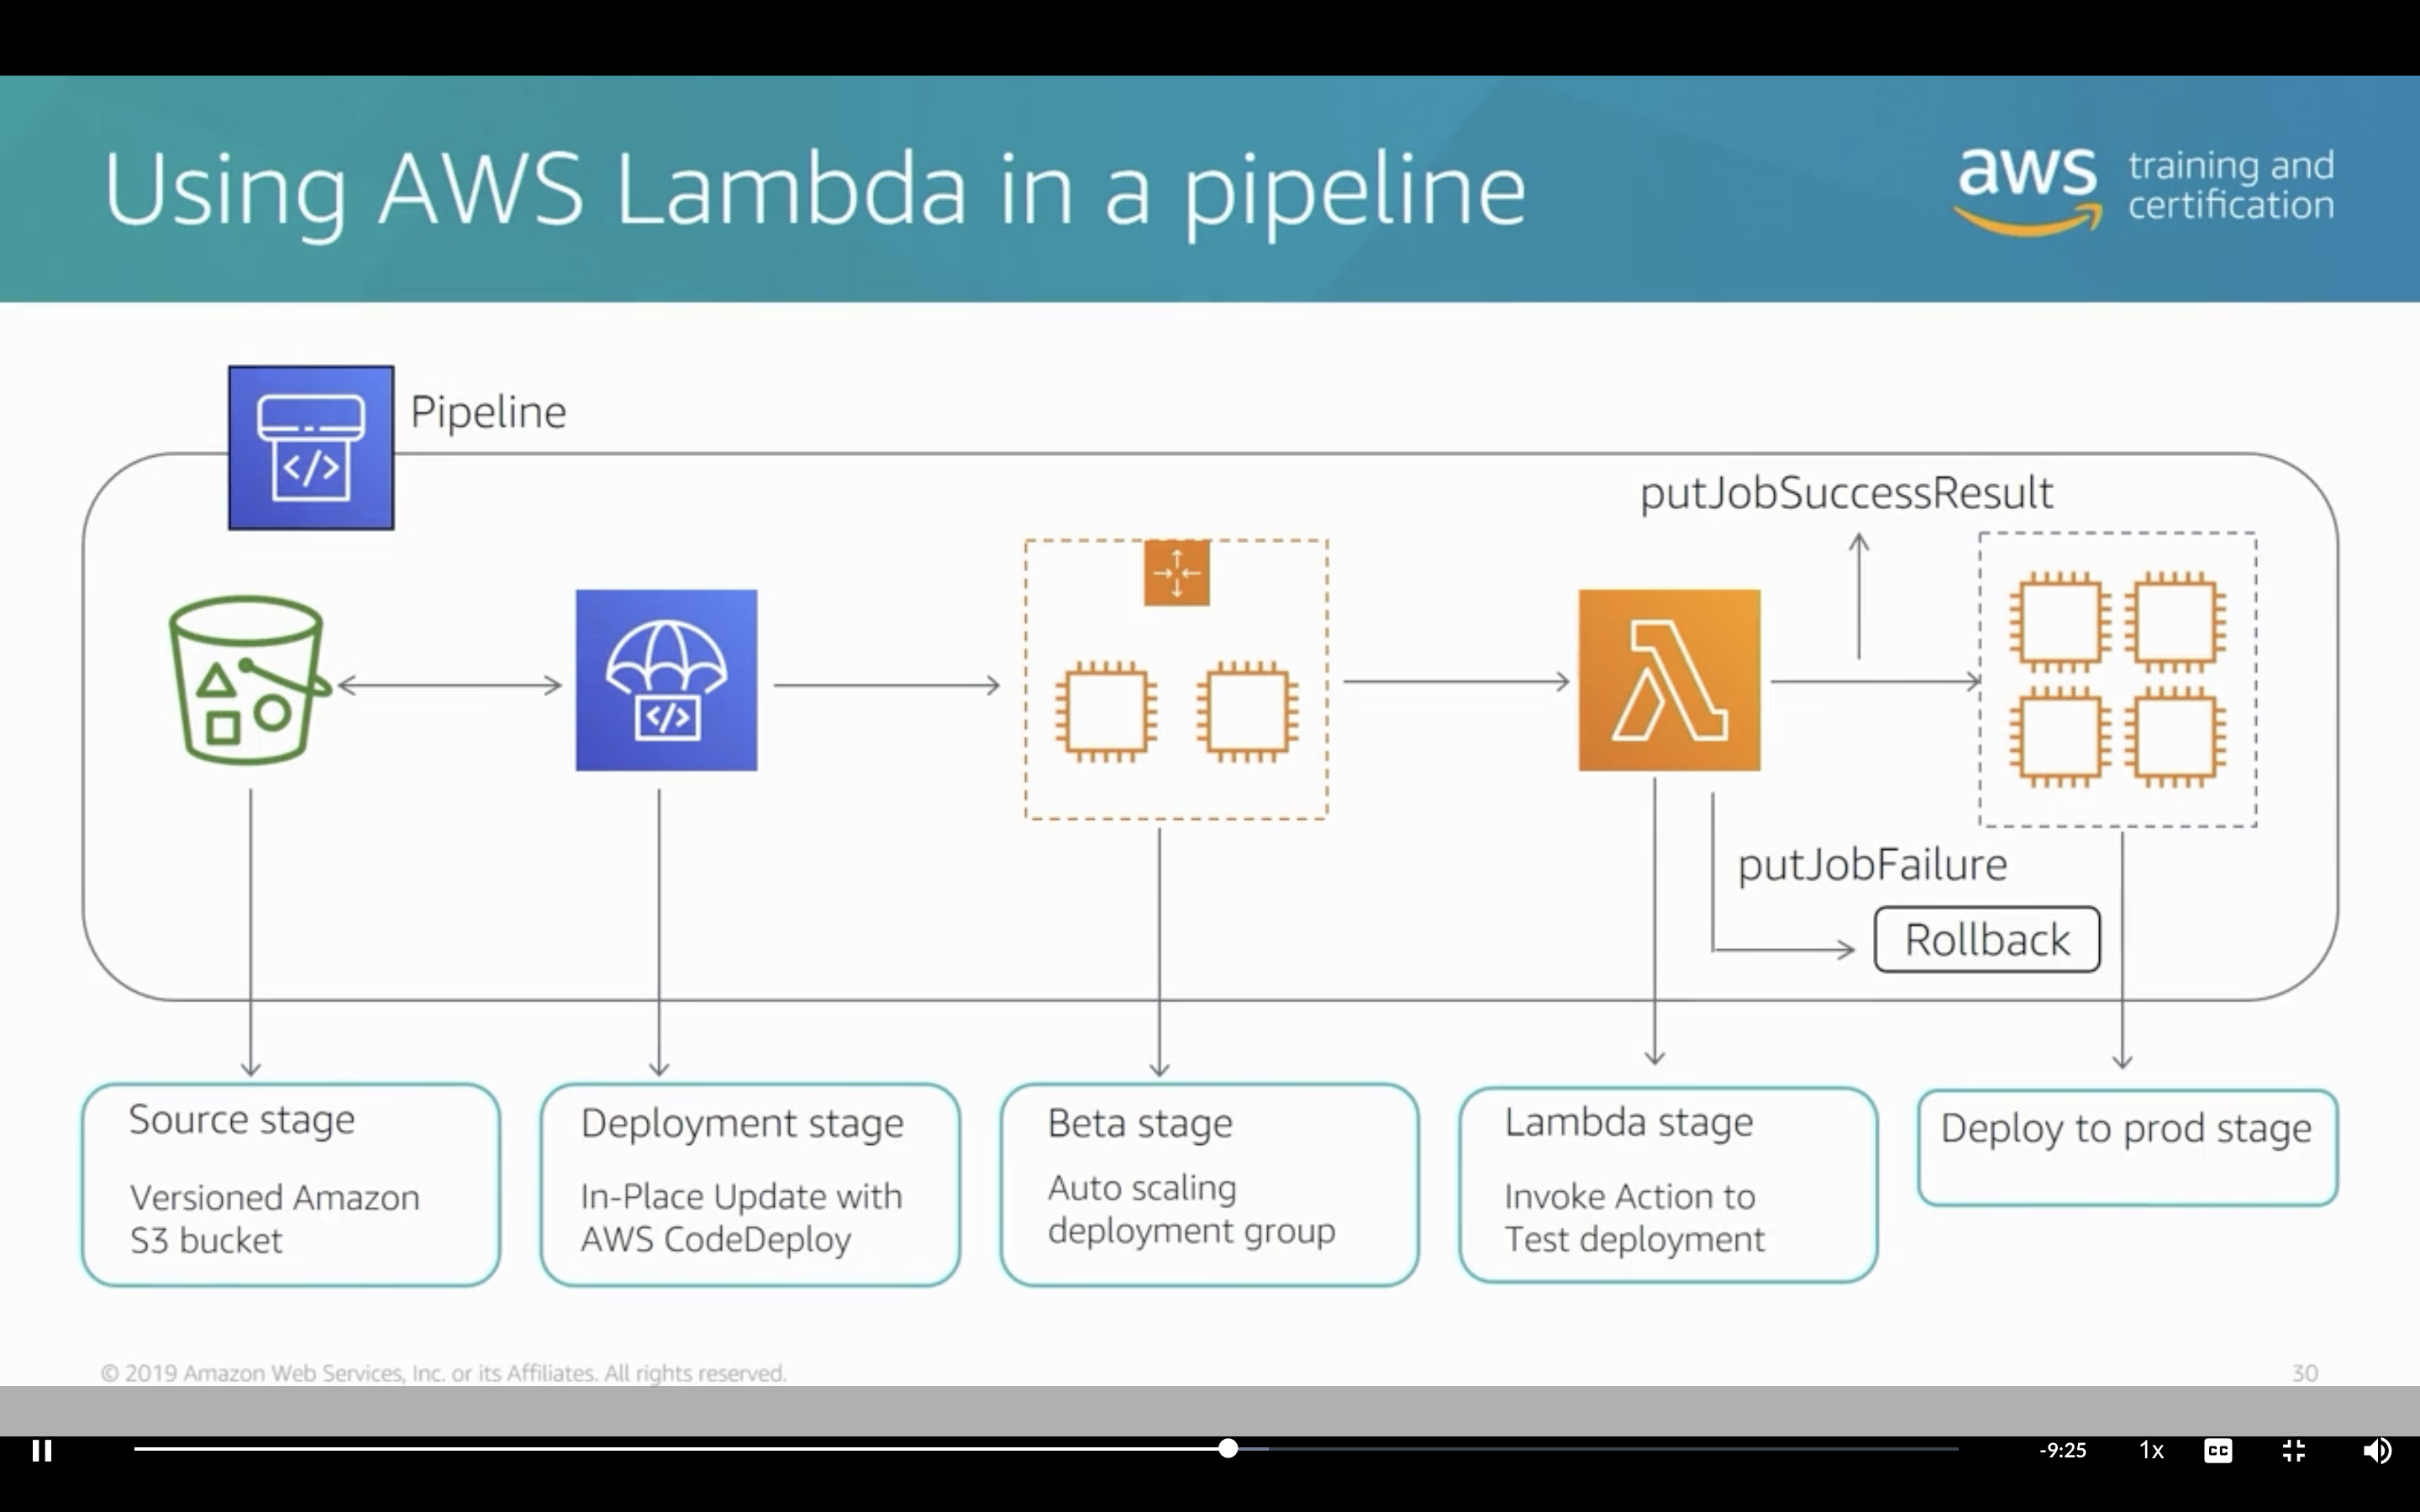 Using AWS Lambda in a pipeline
aws
training and
certification
Pipeline
</>
putJobSuccessResult
</>
putJobFailure
Rollback
Source stage
Versioned Amazon
S3 bucket
Deployment stage
In-Place Update with
AWS CodeDeploy
Beta stage
Auto scaling
deployment group
Lambda stage
Invoke Action to
Test deployment
Deploy to prod stage
© 2019 Amazon Web Services, Inc. or its Affiliates. All rights reserved.
30
-9:25
1x
CC